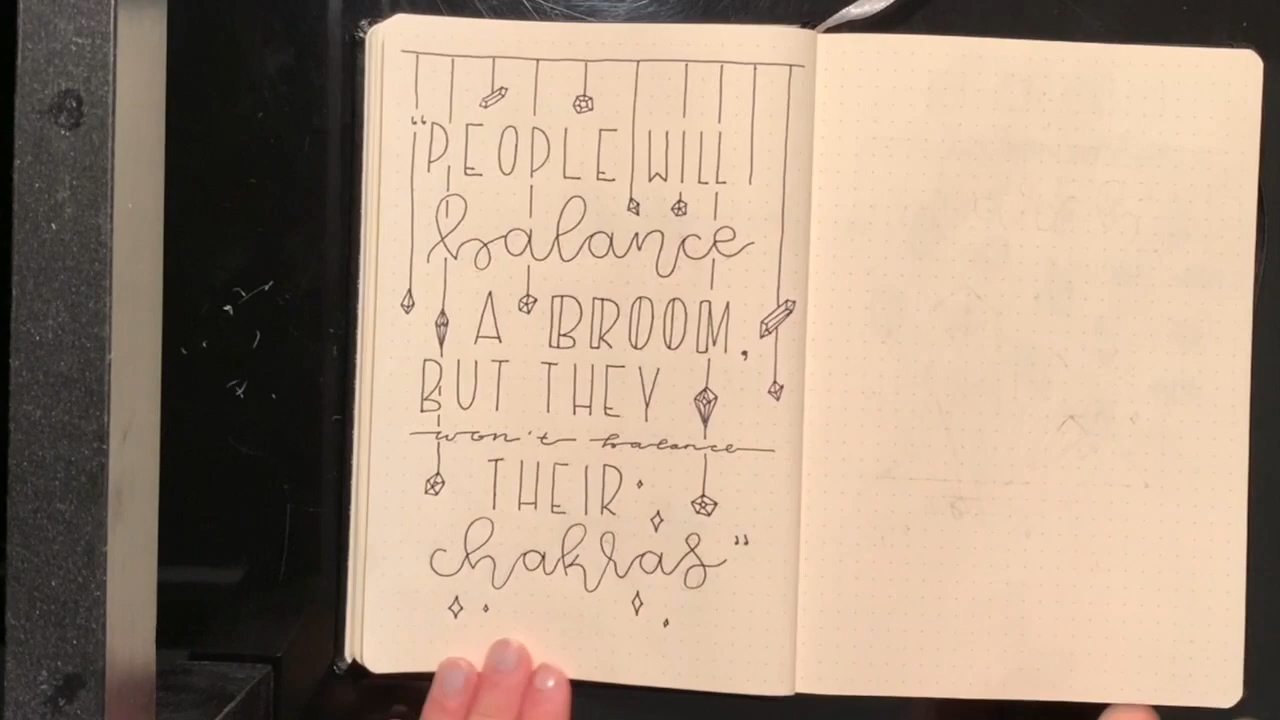 “PEOPLE WILL
balance
A BROOM,
BUT THEY
won't balance
THEIR
chakras”